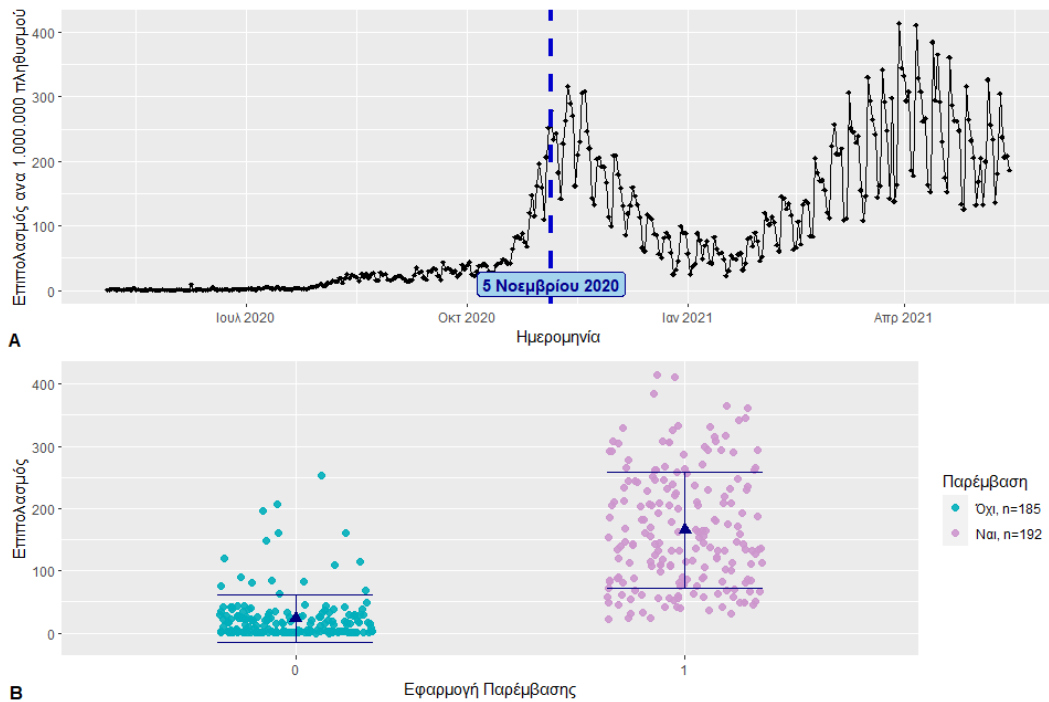 Επιπολασμός ανα 1.000.000 πληθυσμού
400
300
200
100
0
5 Νοεμβρίου 2020
Ιουλ 2020
Οκτ 2020
Ιαν 2021
Απρ 2021
Ημερομηνία
A
Επιπολασμός
400
300
200
100
0
0
1
Εφαρμογή Παρέμβασης
B
Παρέμβαση
Όχι, n=185
Ναι, n=192